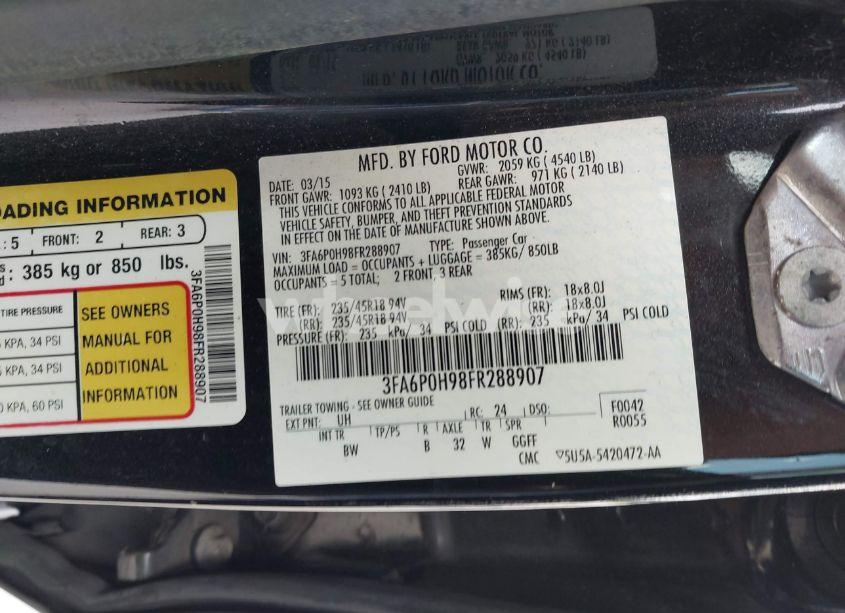 MFD. BY FORD MOTOR CO.
DATE: 03/15
GVWR: 2059 KG ( 4540 LB)
FRONT GAWR: 1093 KG ( 2410 LB)
REAR GAWR: 971 KG ( 2140 LB)
THIS VEHICLE CONFORMS TO ALL APPLICABLE FEDERAL MOTOR
VEHICLE SAFETY, BUMPER, AND THEFT PREVENTION STANDARDS
IN EFFECT ON THE DATE OF MANUFACTURE SHOWN ABOVE.
VIN: 3FA6P0H98FR288907 TYPE: Passenger Car
MAXIMUM LOAD = OCCUPANTS + LUGGAGE = 385KG/ 850LB
OCCUPANTS = 5 TOTAL; 2 FRONT, 3 REAR
TIRE (FR): 235/45R18 94V RIMS (FR): 18x8.0J
(RR): 235/45R18 94V (RR): 18x8.0J
PRESSURE (FR): 235 kPa/ 34 PSI COLD (RR): 235 kPa/ 34 PSI COLD
3FA6P0H98FR288907
TRAILER TOWING - SEE OWNER GUIDE
EXT PNT: UH RC: 24 DSO: F0042
INT TR TP/PS R AXLE TR SPR R0055
BW B 32 W GGFF
CMC 5U5A-5420472-AA
OADING INFORMATION
: 5 FRONT: 2 REAR: 3
385 kg or 850 lbs.
TIRE PRESSURE
KPA, 34 PSI
KPA, 34 PSI
KPA, 60 PSI
SEE OWNERS
MANUAL FOR
ADDITIONAL
INFORMATION
3FA6P0H98FR288907